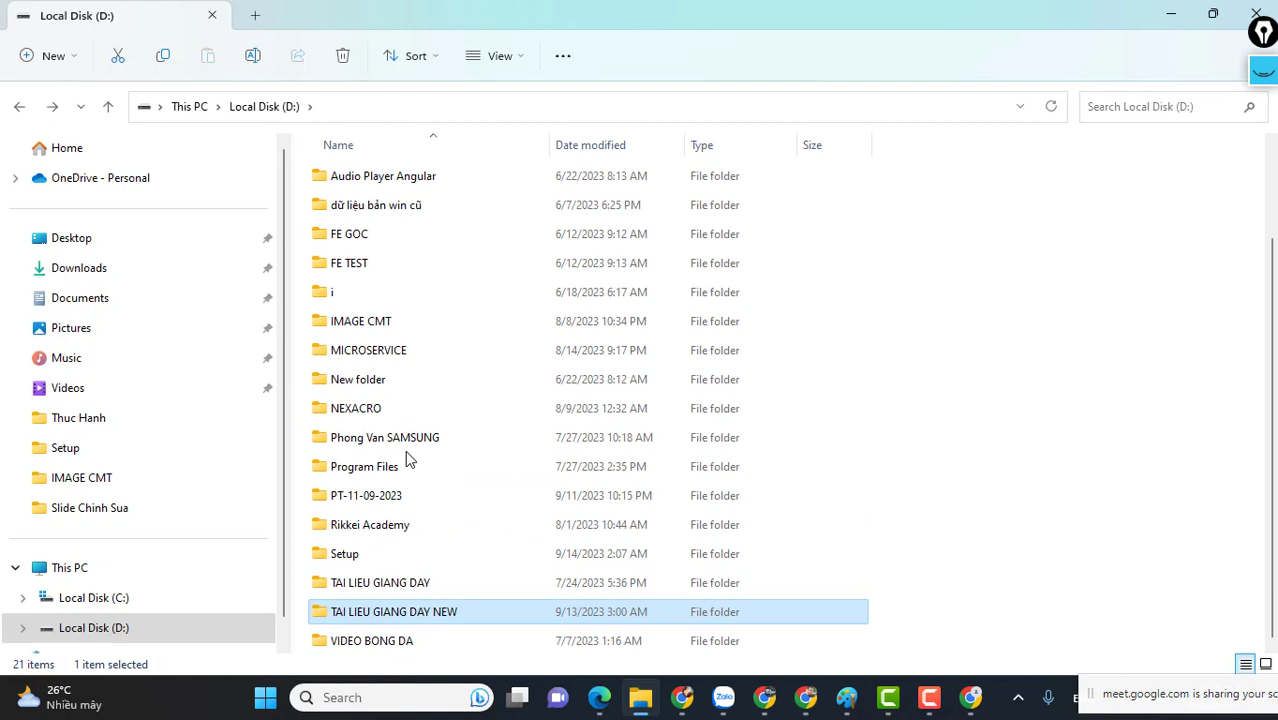 Local Disk (D:)
New
Sort
View
This PC
Local Disk (D:)
Search Local Disk (D:)
Home
OneDrive - Personal
Desktop
Downloads
Documents
Pictures
Music
Videos
Thuc Hanh
Setup
IMAGE CMT
Slide Chinh Sua
This PC
Local Disk (C:)
Local Disk (D:)
Name Date modified Type Size
Audio Player Angular 6/22/2023 8:13 AM File folder
dữ liệu bản win cũ 6/7/2023 6:25 PM File folder
FE GOC 6/12/2023 9:12 AM File folder
FE TEST 6/12/2023 9:13 AM File folder
i 6/18/2023 6:17 AM File folder
IMAGE CMT 8/8/2023 10:34 PM File folder
MICROSERVICE 8/14/2023 9:17 PM File folder
New folder 6/22/2023 8:12 AM File folder
NEXACRO 8/9/2023 12:32 AM File folder
Phong Van SAMSUNG 7/27/2023 10:18 AM File folder
Program Files 7/27/2023 2:35 PM File folder
PT-11-09-2023 9/11/2023 10:15 PM File folder
Rikkei Academy 8/1/2023 10:44 AM File folder
Setup 9/14/2023 2:07 AM File folder
TAI LIEU GIANG DAY 7/24/2023 5:36 PM File folder
TAI LIEU GIANG DAY NEW 9/13/2023 3:00 AM File folder
VIDEO BONG DA 7/7/2023 1:16 AM File folder
21 items 1 item selected
26°C
Nhiều mây
Search
Zalo
meet.google.com is sharing your sc